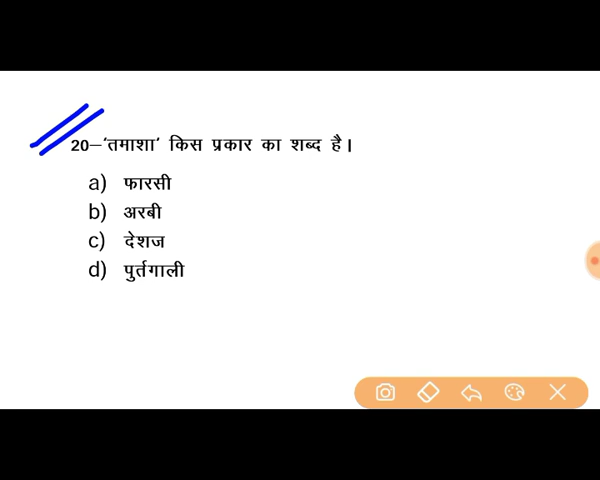 20–'तमाशा' किस प्रकार का शब्द है।
a) फारसी
b) अरबी
c) देशज
d) पुर्तगाली